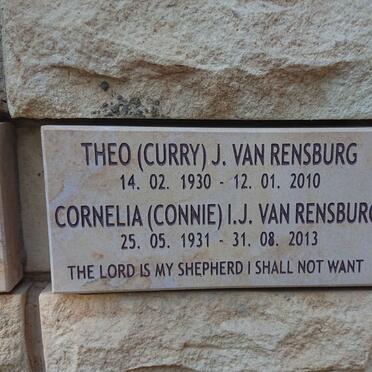 THEO (CURRY) J. VAN RENSBURG
14. 02. 1930 - 12. 01. 2010
CORNELIA (CONNIE) I.J. VAN RENSBURG
25. 05. 1931 - 31. 08. 2013
THE LORD IS MY SHEPHERD I SHALL NOT WANT